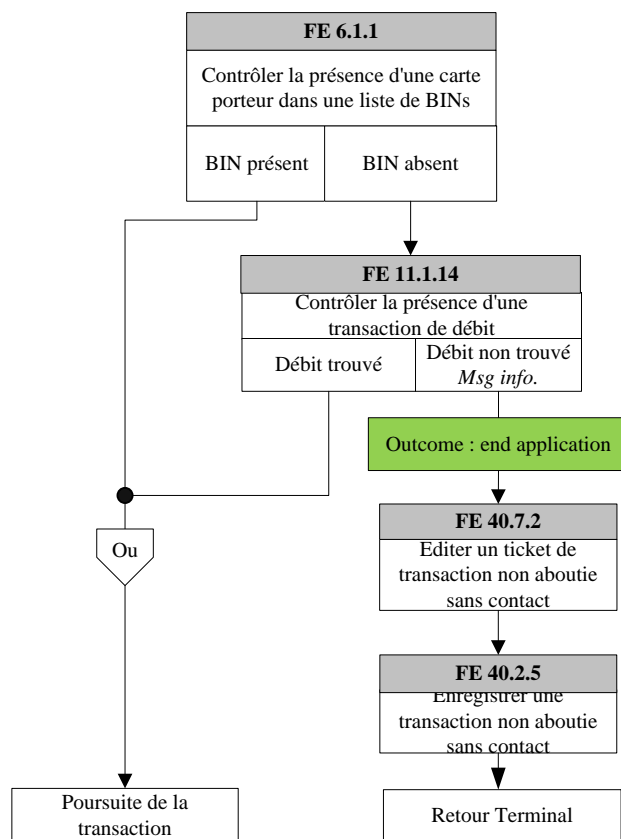 FE 6.1.1
Contrôler la présence d'une carte
porteur dans une liste de BINs
BIN présent
BIN absent
FE 11.1.14
Contrôler la présence d'une
transaction de débit
Débit trouvé
Débit non trouvé
Msg info.
Outcome : end application
FE 40.7.2
Editer un ticket de
transaction non aboutie
sans contact
Ou
FE 40.2.5
Enregistrer une
transaction non aboutie
sans contact
Poursuite de la
transaction
Retour Terminal